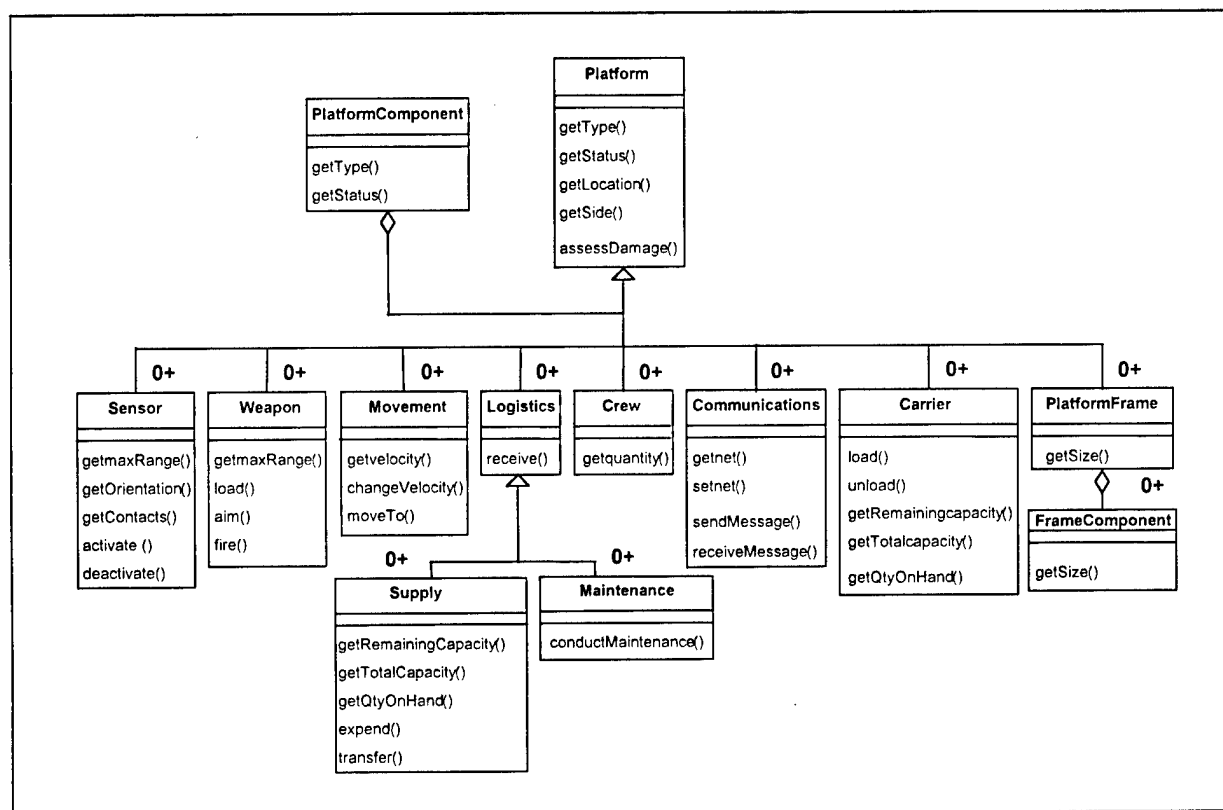 Platform
getType()
getStatus()
getLocation()
getSide()
assessDamage()
PlatformComponent
getType()
getStatus()
0+
0+
0+
0+
0+
0+
0+
0+
Sensor
getmaxRange()
getOrientation()
getContacts()
activate ()
deactivate()
Weapon
getmaxRange()
load()
aim()
fire()
Movement
getvelocity()
changeVelocity()
moveTo()
Logistics
receive()
Crew
getquantity()
Communications
getnet()
setnet()
sendMessage()
receiveMessage()
Carrier
load()
unload()
getRemainingcapacity()
getTotalcapacity()
getQtyOnHand()
PlatformFrame
getSize()
0+
FrameComponent
getSize()
0+
Supply
getRemainingCapacity()
getTotalCapacity()
getQtyOnHand()
expend()
transfer()
0+
Maintenance
conductMaintenance()